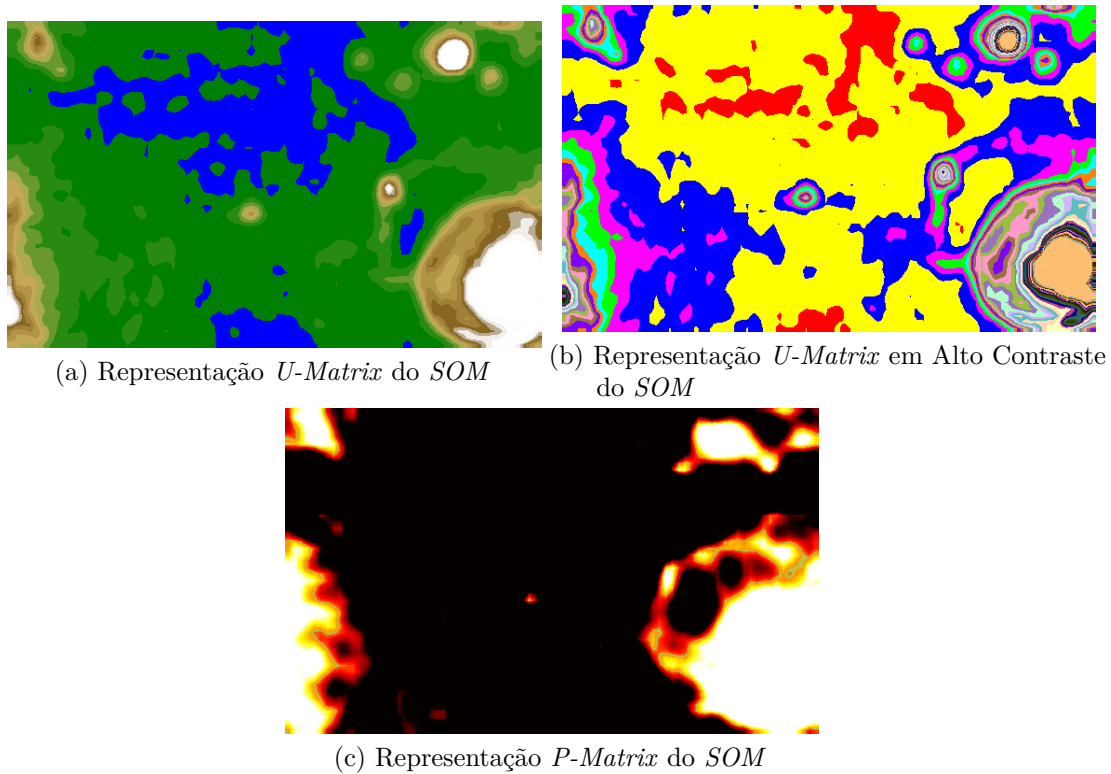 (a) Representação U-Matrix do SOM
(b) Representação U-Matrix em Alto Contraste
do SOM
(c) Representação P-Matrix do SOM